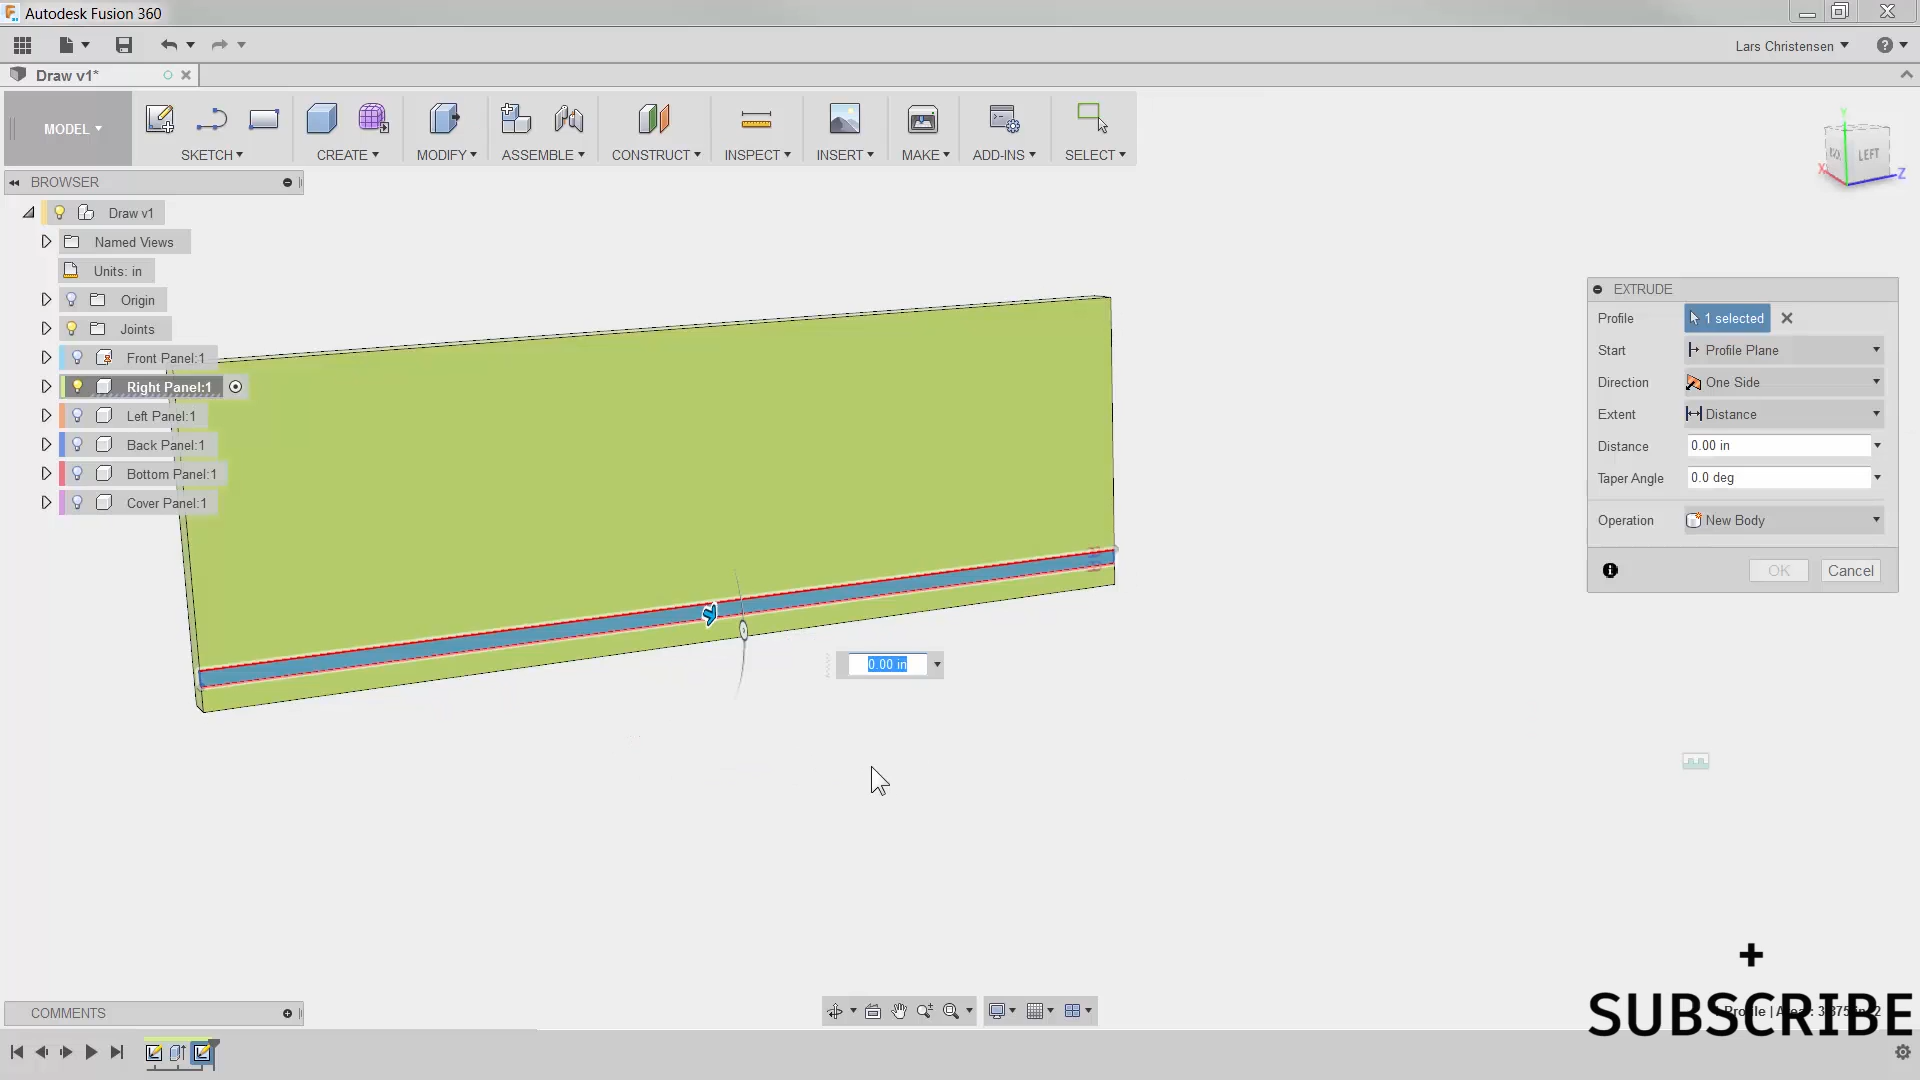 Autodesk Fusion 360
Lars Christensen
Draw v1*
MODEL
SKETCH
CREATE
MODIFY
ASSEMBLE
CONSTRUCT
INSPECT
INSERT
MAKE
ADD-INS
SELECT
Y
LEFT
X
Z
BROWSER
Draw v1
Named Views
Units: in
Origin
Joints
Front Panel:1
Right Panel:1
Left Panel:1
Back Panel:1
Bottom Panel:1
Cover Panel:1
EXTRUDE
Profile
1 selected
Start
Profile Plane
Direction
One Side
Extent
Distance
Distance
0.00 in
Taper Angle
0.0 deg
Operation
New Body
OK
Cancel
0.00 in
COMMENTS
SUBSCRIBE